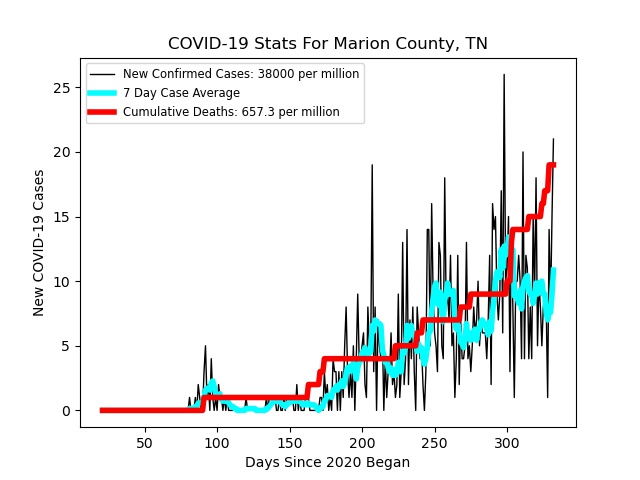 COVID-19 Stats For Marion County, TN
New Confirmed Cases: 38000 per million
7 Day Case Average
Cumulative Deaths: 657.3 per million
New COVID-19 Cases
25
20
15
10
5
0
50 100 150 200 250 300
Days Since 2020 Began